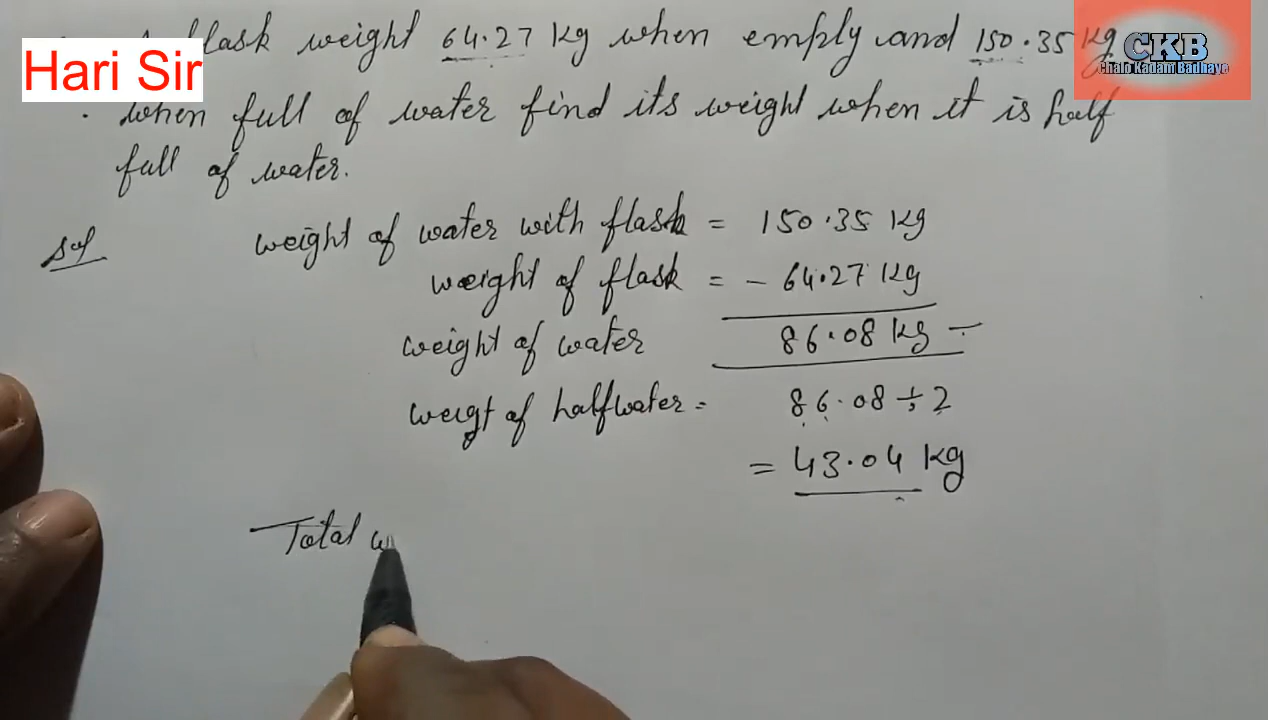 Hari Sir
flask weight 64.27 Kg when emply and 150.35 Kg
CKB
Chalo Kadam Badhaye
when full of water find its weight when it is half
full of water.
Sol
weight of water with flask = 150.35 Kg
weight of flask = - 64.27 Kg
weight of water 86.08 Kg
weigt of halfwater = 86.08 ÷ 2
= 43.04 Kg
Total w